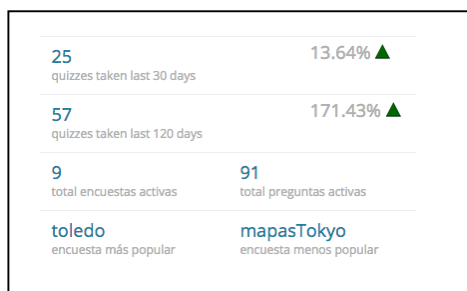 25 13.64% ▲
quizzes taken last 30 days
57 171.43% ▲
quizzes taken last 120 days
9 91
total encuestas activas total preguntas activas
toledo mapasTokyo
encuesta más popular encuesta menos popular